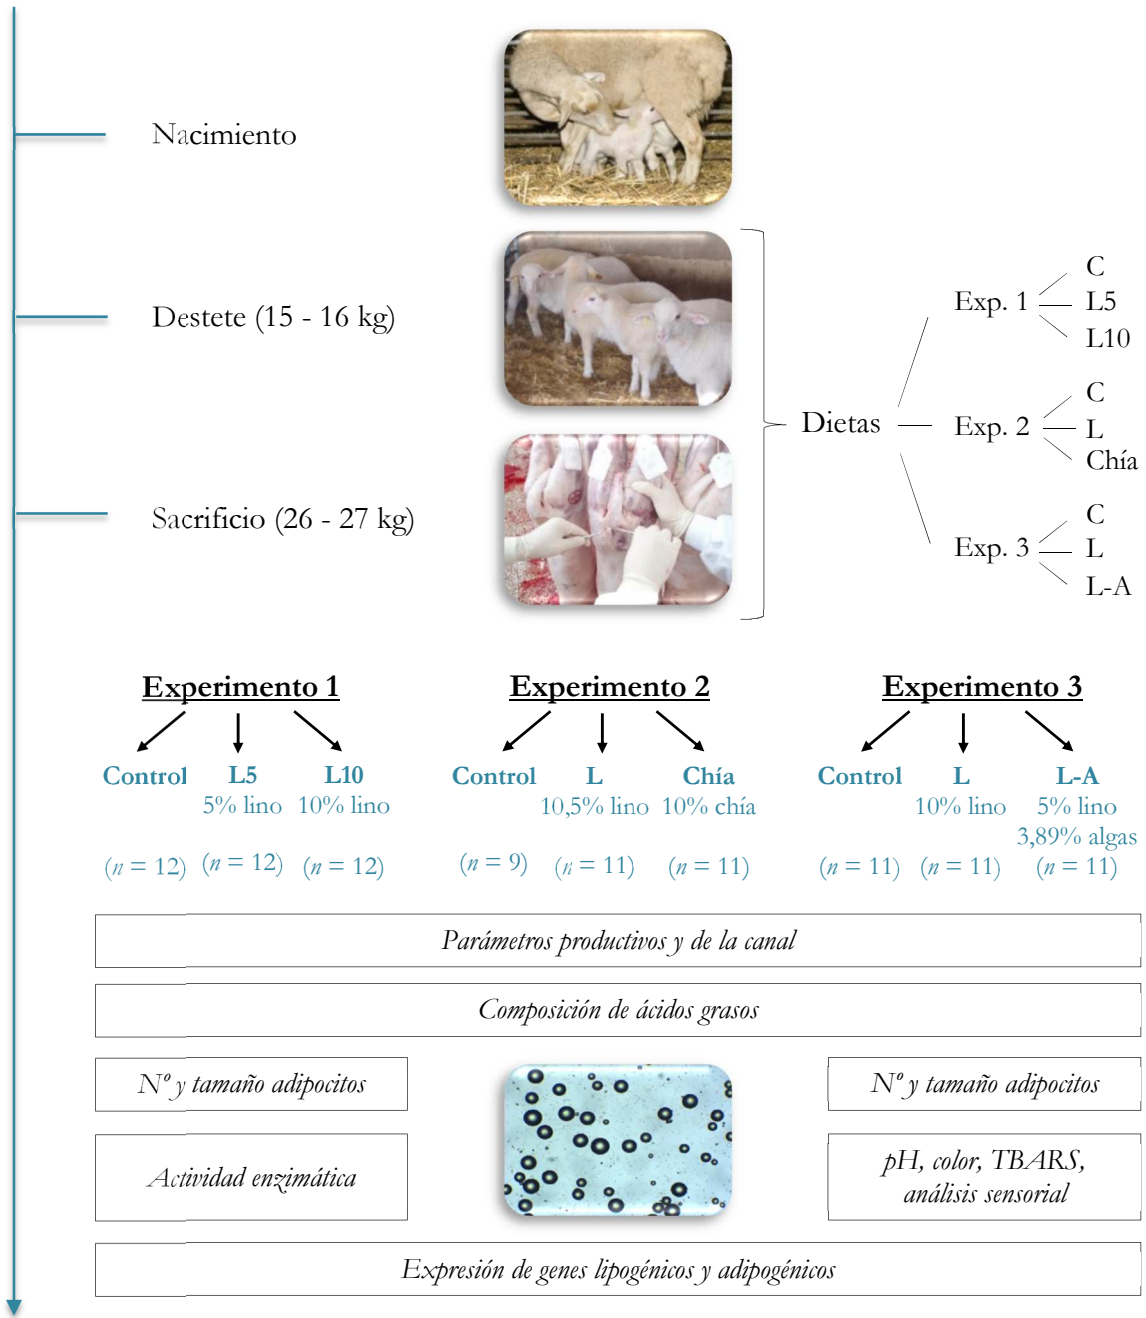 Nacimiento
Destete (15 - 16 kg)
Sacrificio (26 - 27 kg)
Dietas
Exp. 1
C
L5
L10
Exp. 2
C
L
Chía
Exp. 3
C
L
L-A
Experimento 1
Experimento 2
Experimento 3
Control
L5
L10
5% lino
10% lino
(n = 12)
(n = 12)
(n = 12)
Control
L
Chía
10,5% lino
10% chía
(n = 9)
(n = 11)
(n = 11)
Control
L
L-A
10% lino
5% lino
3,89% algas
(n = 11)
(n = 11)
(n = 11)
Parámetros productivos y de la canal
Composición de ácidos grasos
Nº y tamaño adipocitos
Nº y tamaño adipocitos
Actividad enzimática
pH, color, TBARS,
análisis sensorial
Expresión de genes lipogénicos y adipogénicos